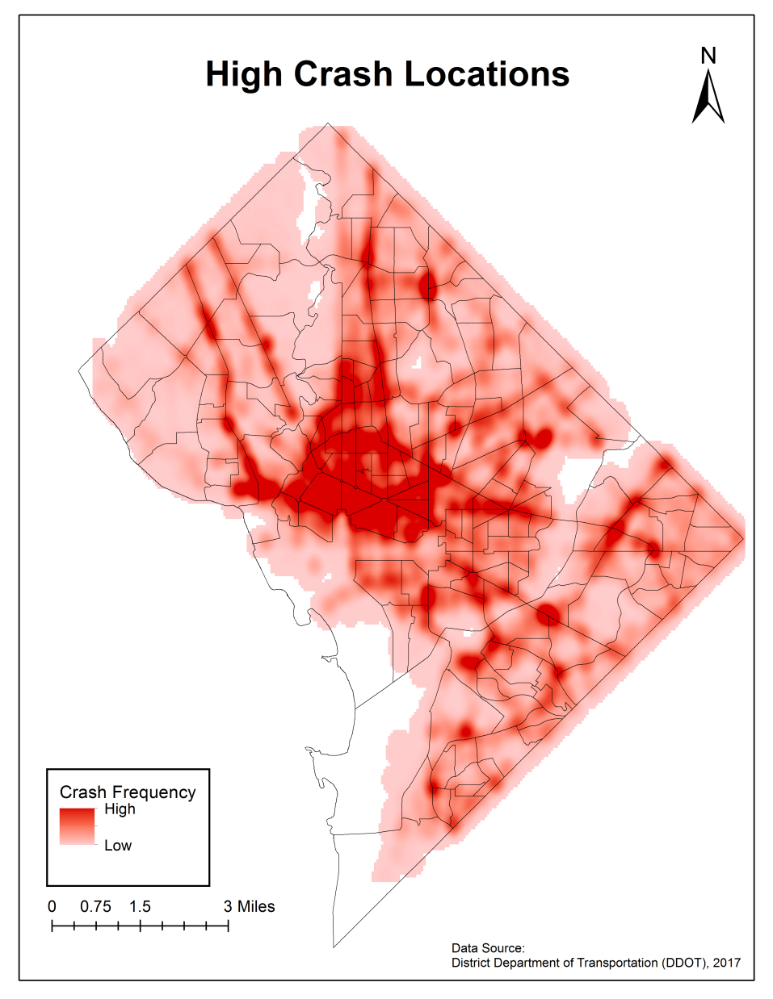 High Crash Locations
N
Crash Frequency
High
Low
0 0.75 1.5 3 Miles
Data Source:
District Department of Transportation (DDOT), 2017